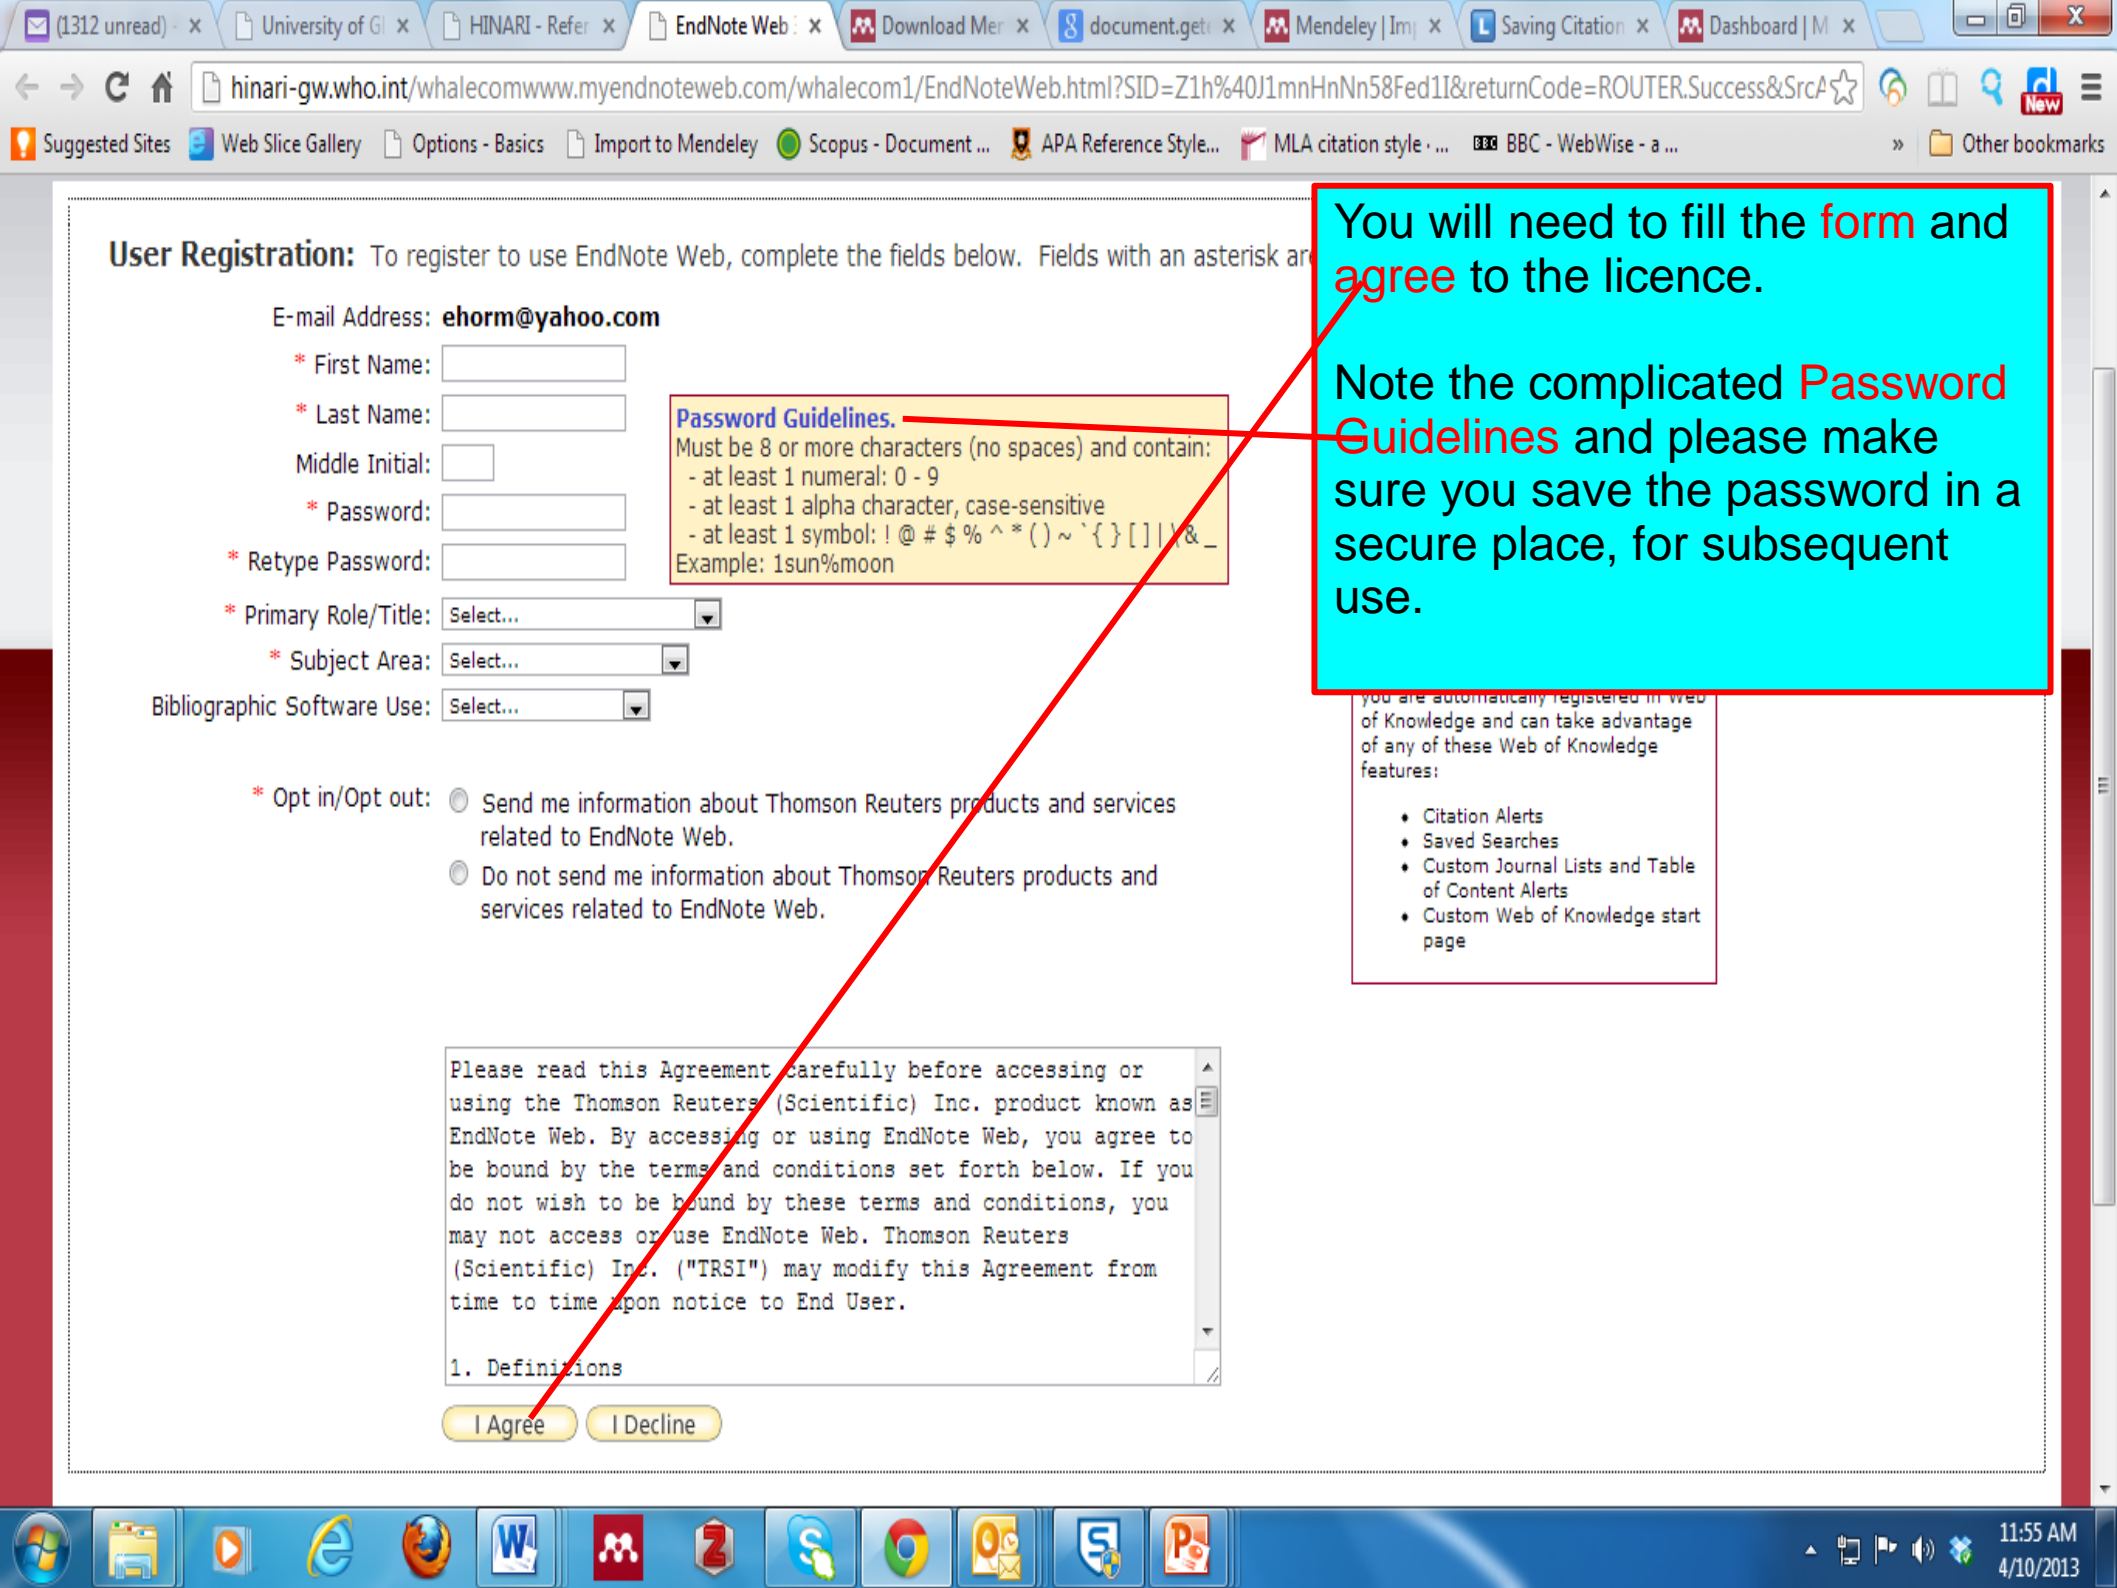 (1312 unread) -
University of Gl
HINARI - Refer
EndNote Web
Download Mer
document.get
Mendeley | Imp
Saving Citation
Dashboard | M
hinari-gw.who.int/whalecomwww.myendnoteweb.com/whalecom1/EndNoteWeb.html?SID=Z1h%40J1mnHnNn58Fed1I&returnCode=ROUTER.Success&SrcA
New
Suggested Sites
Web Slice Gallery
Options - Basics
Import to Mendeley
Scopus - Document ...
APA Reference Style...
MLA citation style · ...
BBC - WebWise - a ...
»
Other bookmarks
User Registration: To register to use EndNote Web, complete the fields below. Fields with an asterisk are
You will need to fill the form and
agree to the licence.
Note the complicated Password
Guidelines and please make
sure you save the password in a
secure place, for subsequent
use.
E-mail Address: ehorm@yahoo.com
* First Name:
* Last Name:
Middle Initial:
* Password:
* Retype Password:
Password Guidelines.
Must be 8 or more characters (no spaces) and contain:
- at least 1 numeral: 0 - 9
- at least 1 alpha character, case-sensitive
- at least 1 symbol: ! @ # $ % ^ * ( ) ~ ` { } [ ] | \ & _
Example: 1sun%moon
* Primary Role/Title: Select...
* Subject Area: Select...
Bibliographic Software Use: Select...
you are automatically registered in Web
of Knowledge and can take advantage
of any of these Web of Knowledge
features:
• Citation Alerts
• Saved Searches
• Custom Journal Lists and Table
of Content Alerts
• Custom Web of Knowledge start
page
* Opt in/Opt out:
Send me information about Thomson Reuters products and services
related to EndNote Web.
Do not send me information about Thomson Reuters products and
services related to EndNote Web.
Please read this Agreement carefully before accessing or
using the Thomson Reuters (Scientific) Inc. product known as
EndNote Web. By accessing or using EndNote Web, you agree to
be bound by the terms and conditions set forth below. If you
do not wish to be bound by these terms and conditions, you
may not access or use EndNote Web. Thomson Reuters
(Scientific) Inc. ("TRSI") may modify this Agreement from
time to time upon notice to End User.
1. Definitions
I Agree
I Decline
11:55 AM
4/10/2013